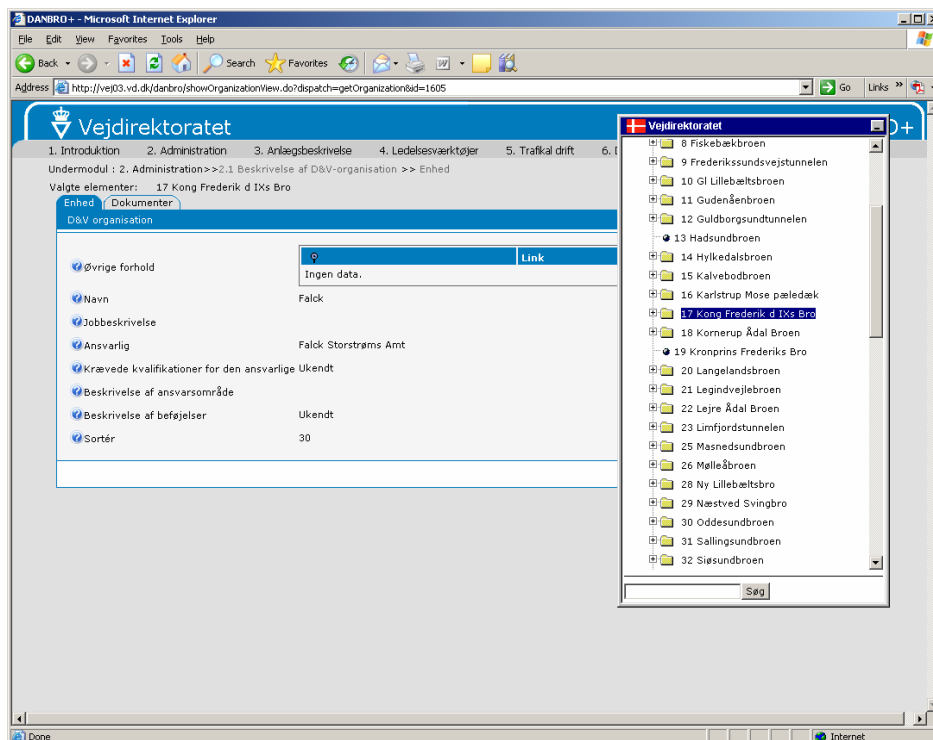 DANBRO+ - Microsoft Internet Explorer
File Edit View Favorites Tools Help
Back Search Favorites
Address http://vej03.vd.dk/danbro/showOrganizationView.do?dispatch=getOrganization&id=1605 Go Links »
Vejdirektoratet
1. Introduktion 2. Administration 3. Anlægsbeskrivelse 4. Ledelsesværktøjer 5. Trafikal drift 6.
Undermodul : 2. Administration>>2.1 Beskrivelse af D&V-organisation >> Enhed
Valgte elementer: 17 Kong Frederik d IXs Bro
Enhed Dokumenter
D&V organisation
Link
Øvrige forhold
Ingen data.
Navn Falck
Jobbeskrivelse
Ansvarlig Falck Storstrøms Amt
Krævede kvalifikationer for den ansvarlige Ukendt
Beskrivelse af ansvarsområde
Beskrivelse af beføjelser Ukendt
Sortér 30
Vejdirektoratet
8 Fiskebækbroen
9 Frederikssundsvejstunnelen
10 Gl Lillebæltsbroen
11 Gudenåenbroen
12 Guldborgsundtunnelen
13 Hadsundbroen
14 Hylkedalsbroen
15 Kalvebodbroen
16 Karlstrup Mose pæledæk
17 Kong Frederik d IXs Bro
18 Kornerup Ådal Broen
19 Kronprins Frederiks Bro
20 Langelandsbroen
21 Legindvejlebroen
22 Lejre Ådal Broen
23 Limfjordstunnelen
25 Masnedsundbroen
26 Mølleåbroen
28 Ny Lillebæltsbro
29 Næstved Svingbro
30 Oddesundbroen
31 Sallingsundbroen
32 Siøsundbroen
Søg
Done Internet